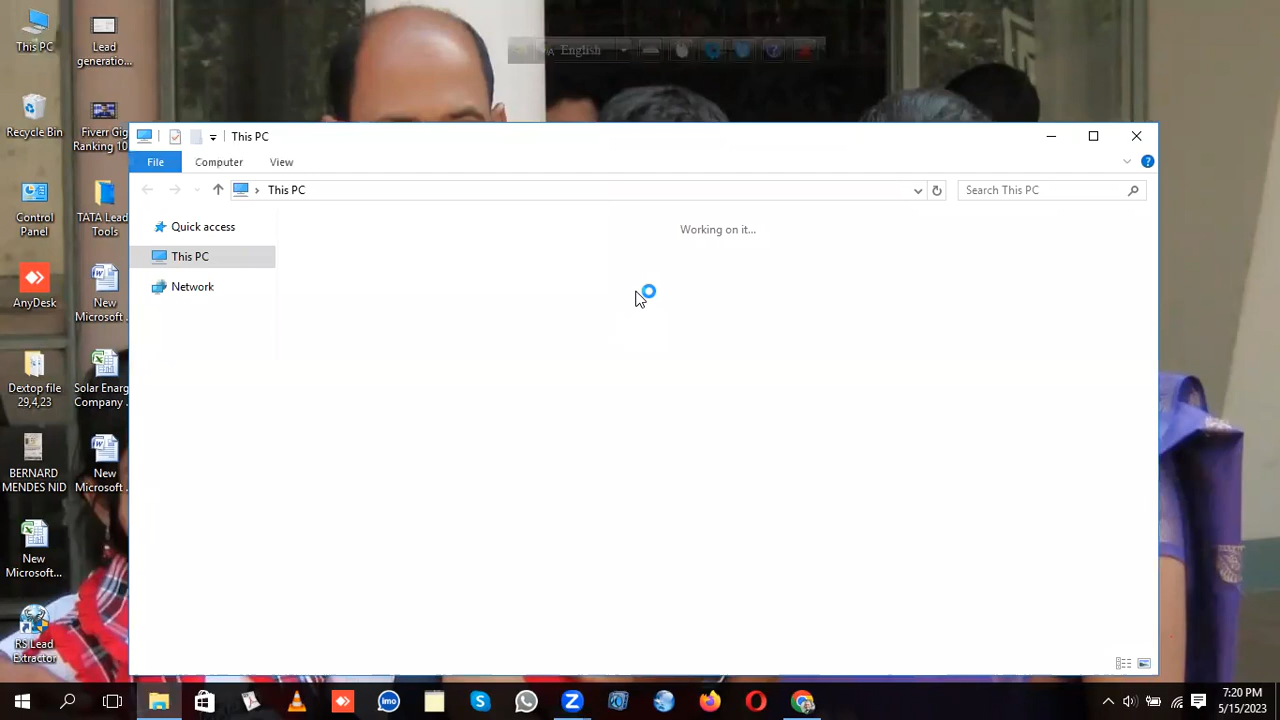 This PC
Lead
generatio...
English
Recycle Bin
Fiverr Gig
Ranking 10
This PC
File
Computer
View
This PC
Search This PC
Control
Panel
TATA Lead
Tools
Quick access
This PC
Network
Working on it...
AnyDesk
New
Microsoft ...
Dextop file
29,4,23
Solar Enarg
Company ...
BERNARD
MENDES NID
New
Microsoft ...
New
Microsoft...
RS Lead
Extractor
imo
7:20 PM
5/15/2023